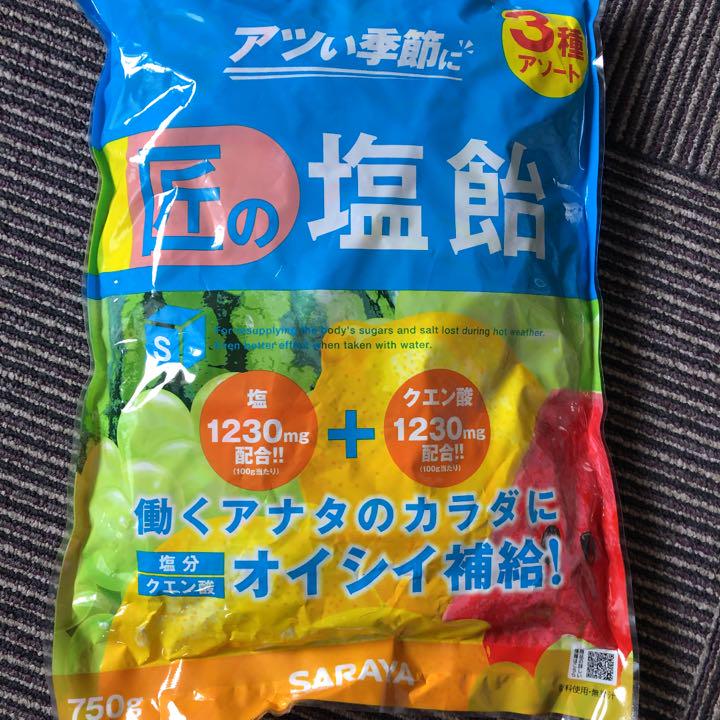 アツい季節に
3種
アソート
匠の塩飴
S
For resupplying the body's sugars and salt lost during hot weather.
Even better effect when taken with water.
塩
1230mg
配合!!
(100g当たり)
+
クエン酸
1230mg
配合!!
(100g当たり)
働くアナタのカラダに
塩分
クエン酸
オイシイ補給!
SARAYA
750g